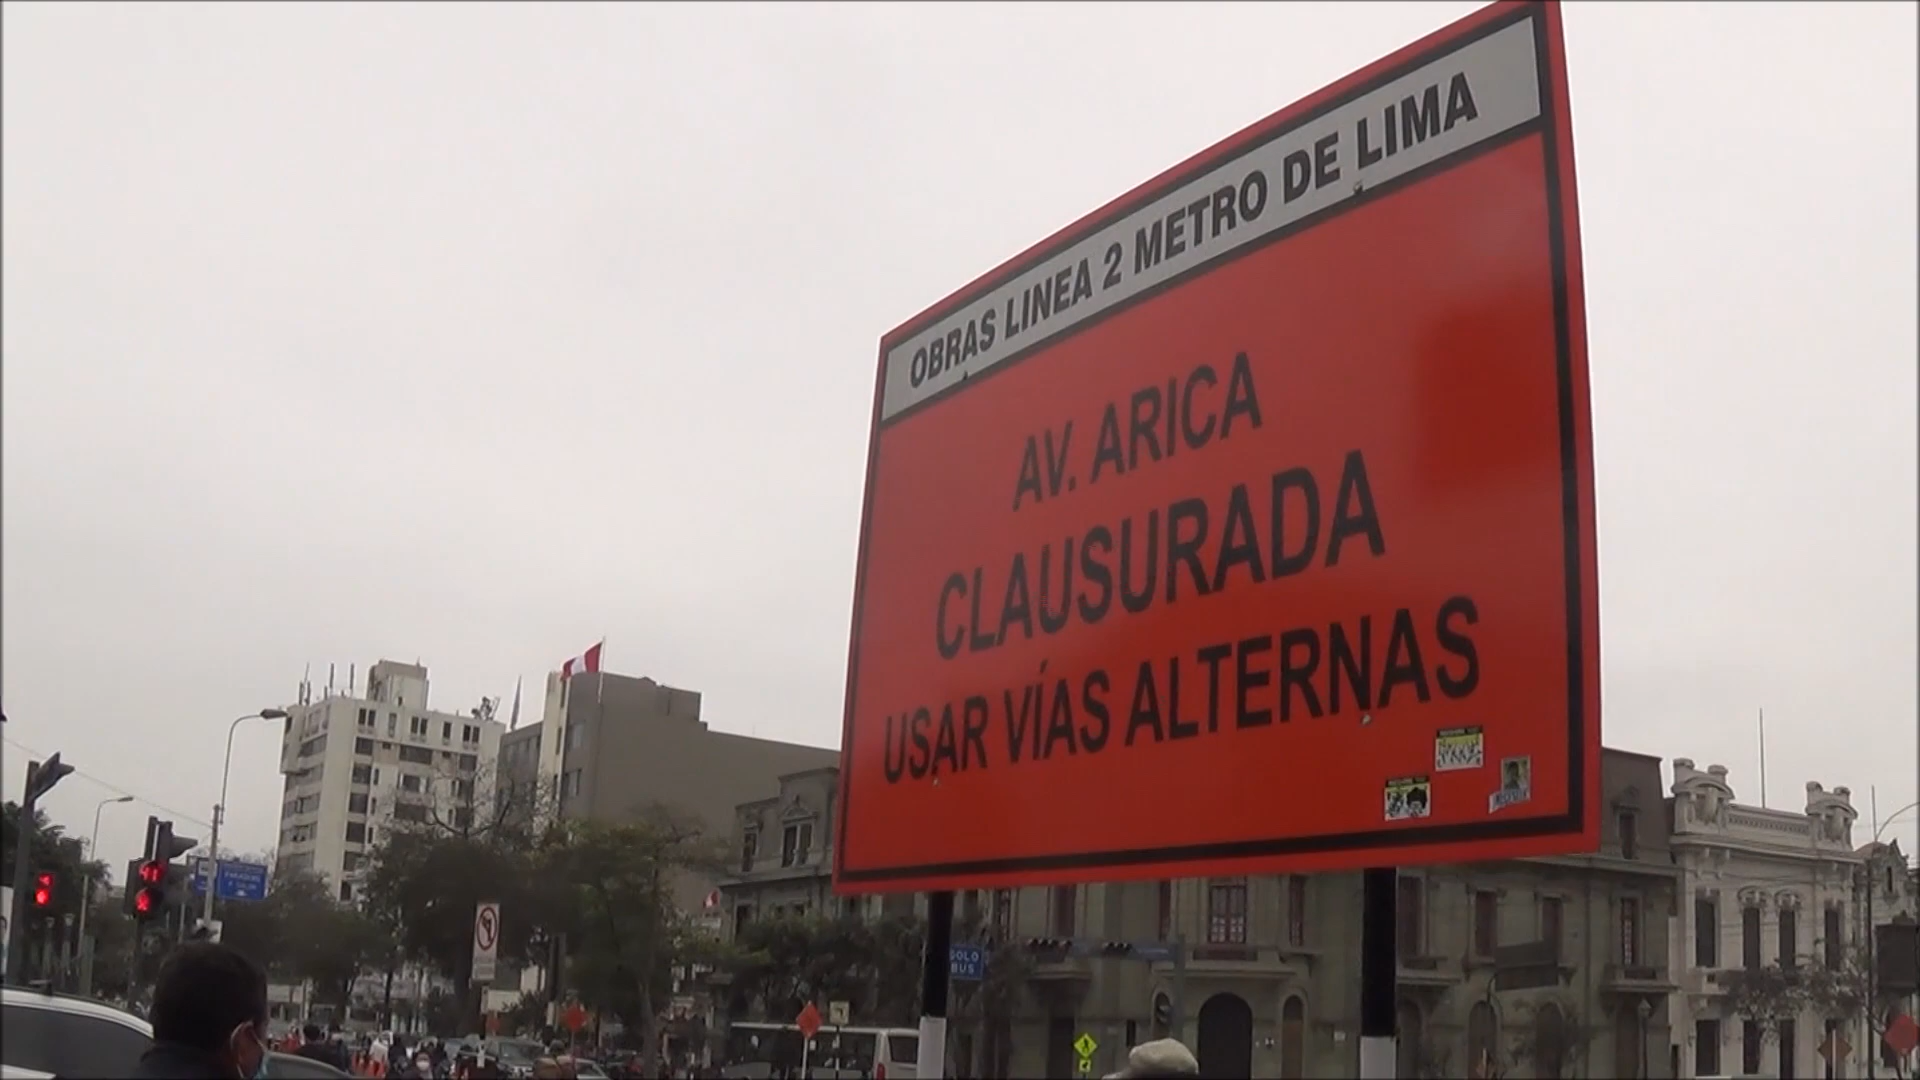 OBRAS LINEA 2 METRO DE LIMA
AV. ARICA
CLAUSURADA
USAR VÍAS ALTERNAS
SOLO
BUS